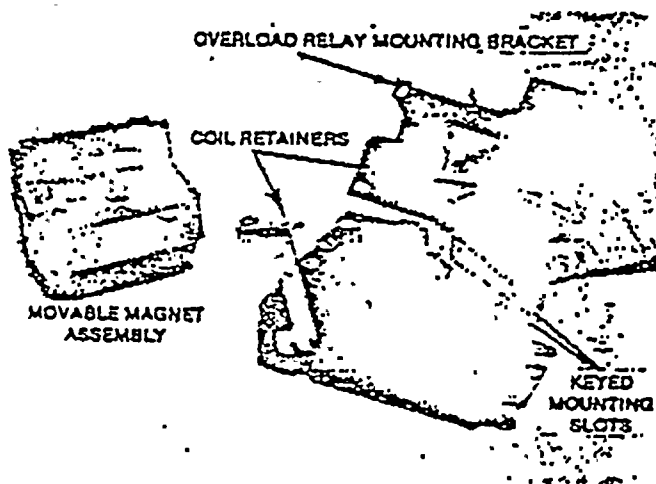 OVERLOAD RELAY MOUNTING BRACKET
COIL RETAINERS
MOVABLE MAGNET
ASSEMBLY
KEYED
MOUNTING
SLOTS